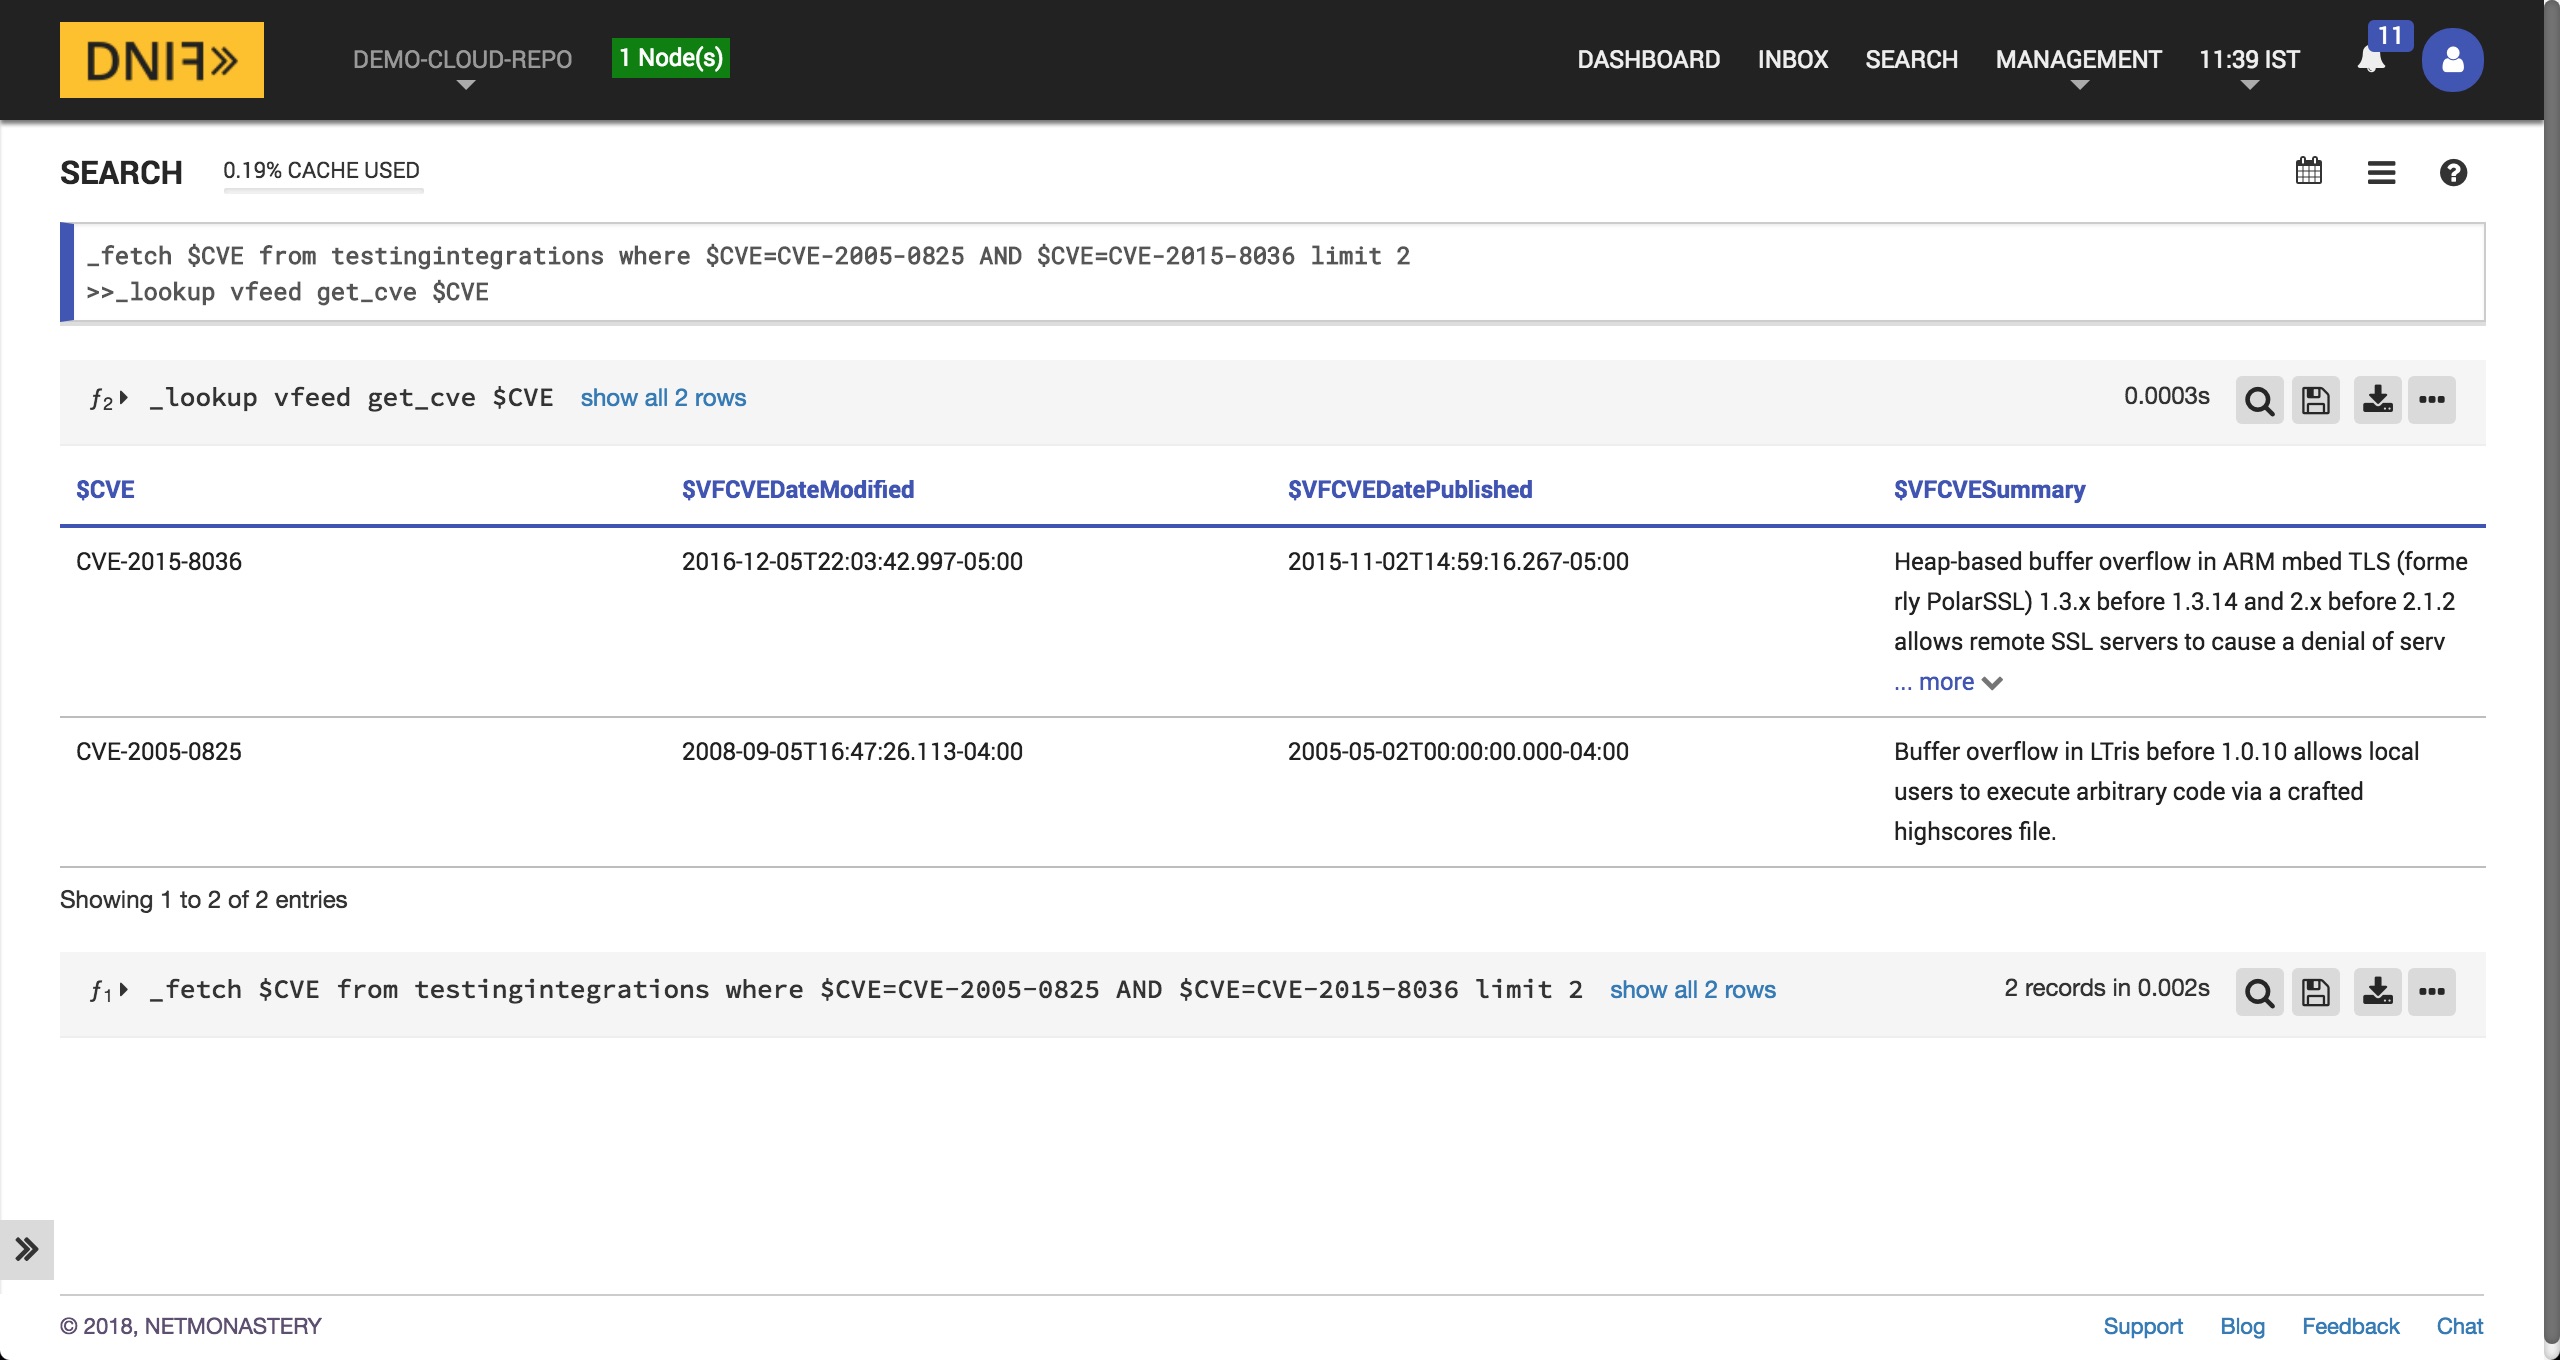 DNIF»
DEMO-CLOUD-REPO
1 Node(s)
DASHBOARD
INBOX
SEARCH
MANAGEMENT
11:39 IST
11
SEARCH
0.19% CACHE USED
_fetch $CVE from testingintegrations where $CVE=CVE-2005-0825 AND $CVE=CVE-2015-8036 limit 2
>>_lookup vfeed get_cve $CVE
ƒ2 _lookup vfeed get_cve $CVE show all 2 rows
0.0003s
$CVE $VFCVEDateModified $VFCVEDatePublished $VFCVESummary
CVE-2015-8036 2016-12-05T22:03:42.997-05:00 2015-11-02T14:59:16.267-05:00 Heap-based buffer overflow in ARM mbed TLS (forme
rly PolarSSL) 1.3.x before 1.3.14 and 2.x before 2.1.2
allows remote SSL servers to cause a denial of serv
... more
CVE-2005-0825 2008-09-05T16:47:26.113-04:00 2005-05-02T00:00:00.000-04:00 Buffer overflow in LTris before 1.0.10 allows local
users to execute arbitrary code via a crafted
highscores file.
Showing 1 to 2 of 2 entries
ƒ1 _fetch $CVE from testingintegrations where $CVE=CVE-2005-0825 AND $CVE=CVE-2015-8036 limit 2 show all 2 rows
2 records in 0.002s
© 2018, NETMONASTERY
Support
Blog
Feedback
Chat